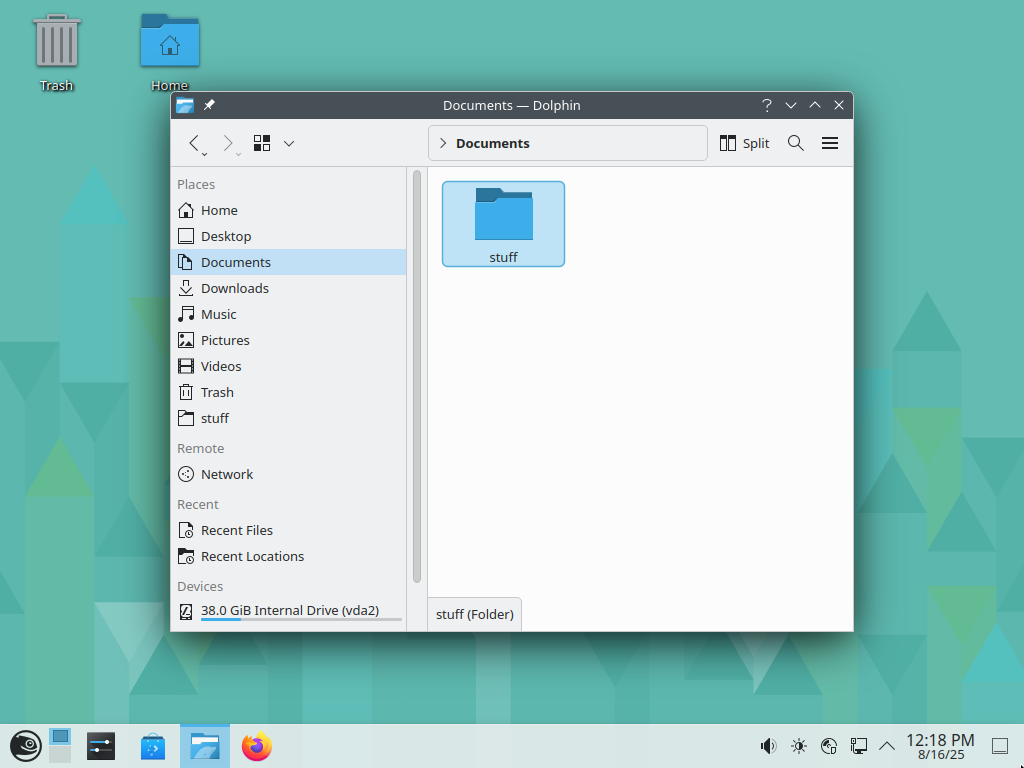 Trash
Home
Documents — Dolphin
Documents
Split
Places
Home
Desktop
Documents
Downloads
Music
Pictures
Videos
Trash
stuff
Remote
Network
Recent
Recent Files
Recent Locations
Devices
38.0 GiB Internal Drive (vda2)
stuff
stuff (Folder)
12:18 PM
8/16/25